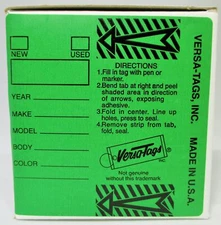 NEW
USED
YEAR
MAKE
MODEL
BODY
COLOR
DIRECTIONS
1.Fill in tag with pen or
marker.
2.Bend tab at right and peel
shaded area in direction
of arrows, exposing
adhesive.
3.Fold in center. Line up
holes, press to seal.
4.Remove strip from tab,
fold, seal.
Versa-Tags
INC.
Not genuine
without this trademark
VERSA-TAGS, INC.
MADE IN U.S.A.